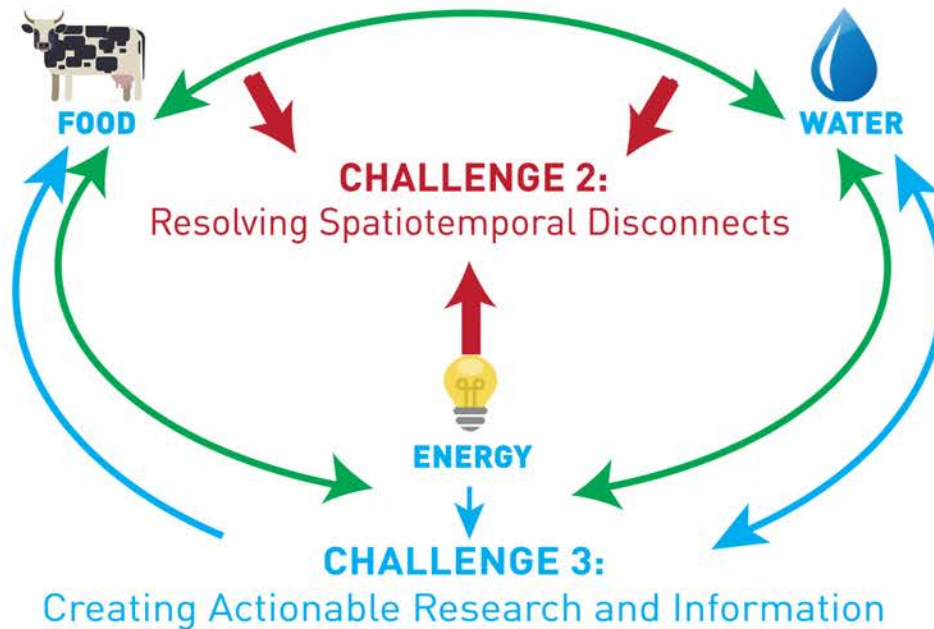 FOOD
WATER
CHALLENGE 2:
Resolving Spatiotemporal Disconnects
ENERGY
CHALLENGE 3:
Creating Actionable Research and Information